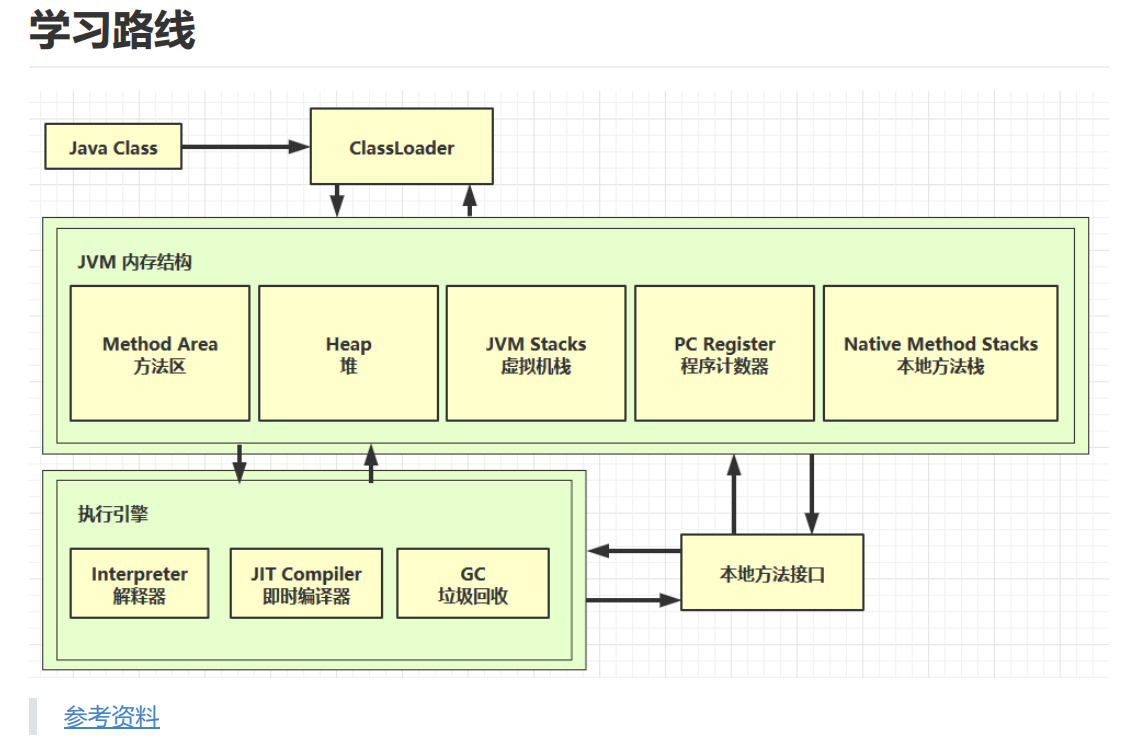 学习路线
Java Class
ClassLoader
JVM 内存结构
Method Area
方法区
Heap
堆
JVM Stacks
虚拟机栈
PC Register
程序计数器
Native Method Stacks
本地方法栈
执行引擎
Interpreter
解释器
JIT Compiler
即时编译器
GC
垃圾回收
本地方法接口
参考资料